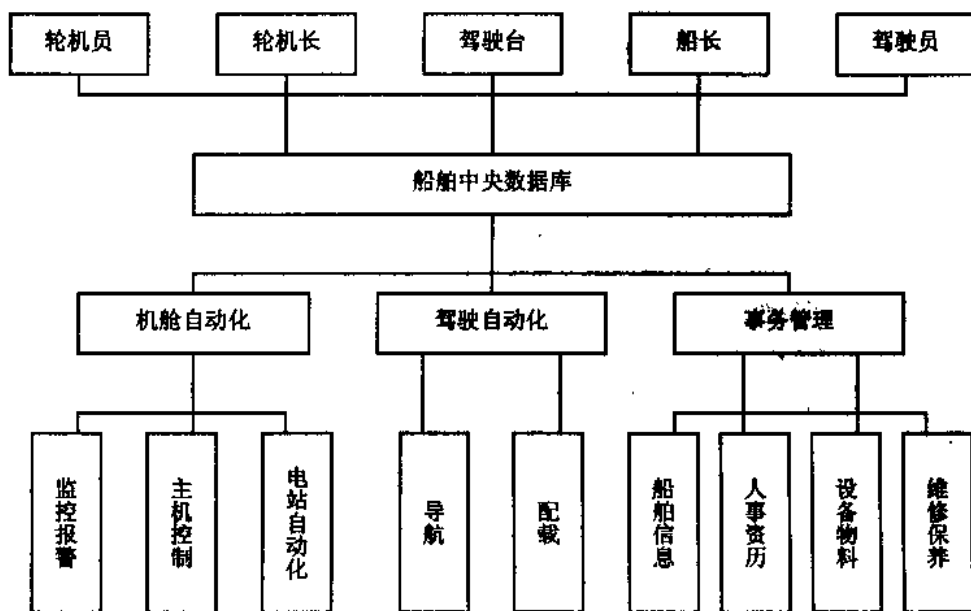 轮机员
轮机长
驾驶台
船长
驾驶员
船舶中央数据库
机舱自动化
驾驶自动化
事务管理
监控报警
主机控制
电站自动化
导航
配载
船舶信息
人事资历
设备物料
维修保养